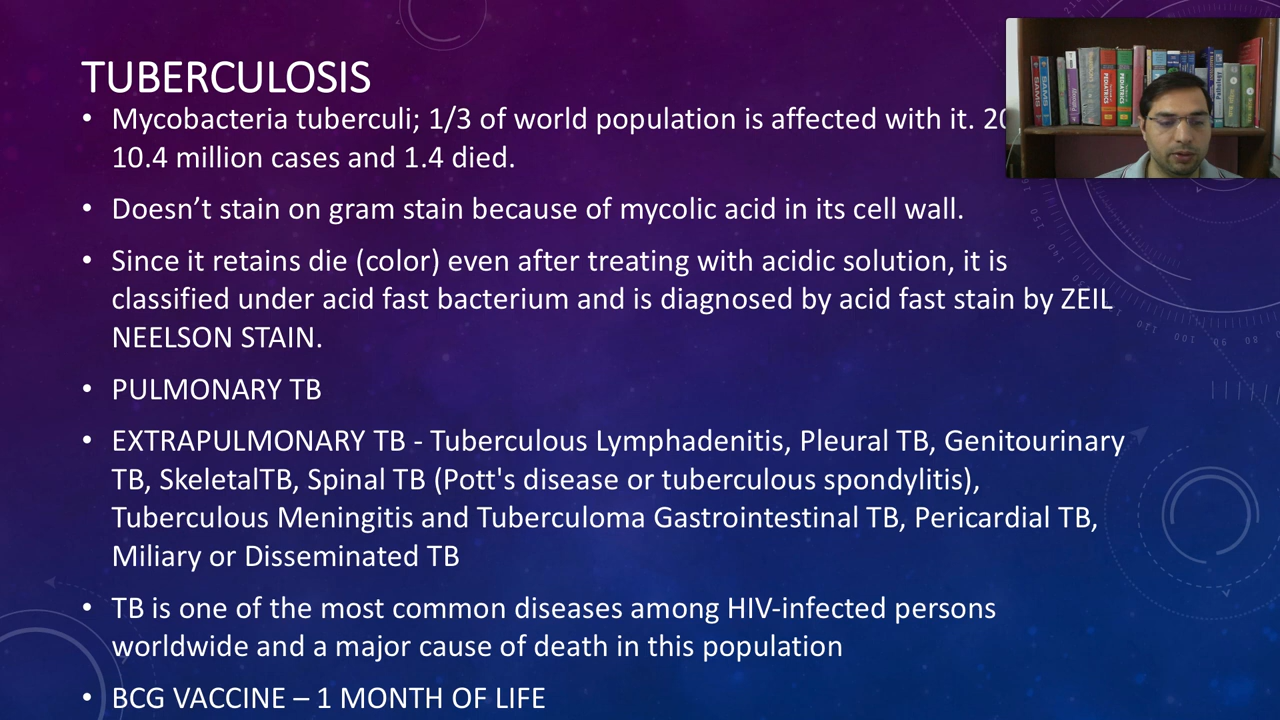 TUBERCULOSIS
• Mycobacteria tuberculi; 1/3 of world population is affected with it. 20
10.4 million cases and 1.4 died.
• Doesn’t stain on gram stain because of mycolic acid in its cell wall.
• Since it retains die (color) even after treating with acidic solution, it is
classified under acid fast bacterium and is diagnosed by acid fast stain by ZEIL
NEELSON STAIN.
• PULMONARY TB
• EXTRAPULMONARY TB - Tuberculous Lymphadenitis, Pleural TB, Genitourinary
TB, SkeletalTB, Spinal TB (Pott's disease or tuberculous spondylitis),
Tuberculous Meningitis and Tuberculoma Gastrointestinal TB, Pericardial TB,
Miliary or Disseminated TB
• TB is one of the most common diseases among HIV-infected persons
worldwide and a major cause of death in this population
• BCG VACCINE – 1 MONTH OF LIFE